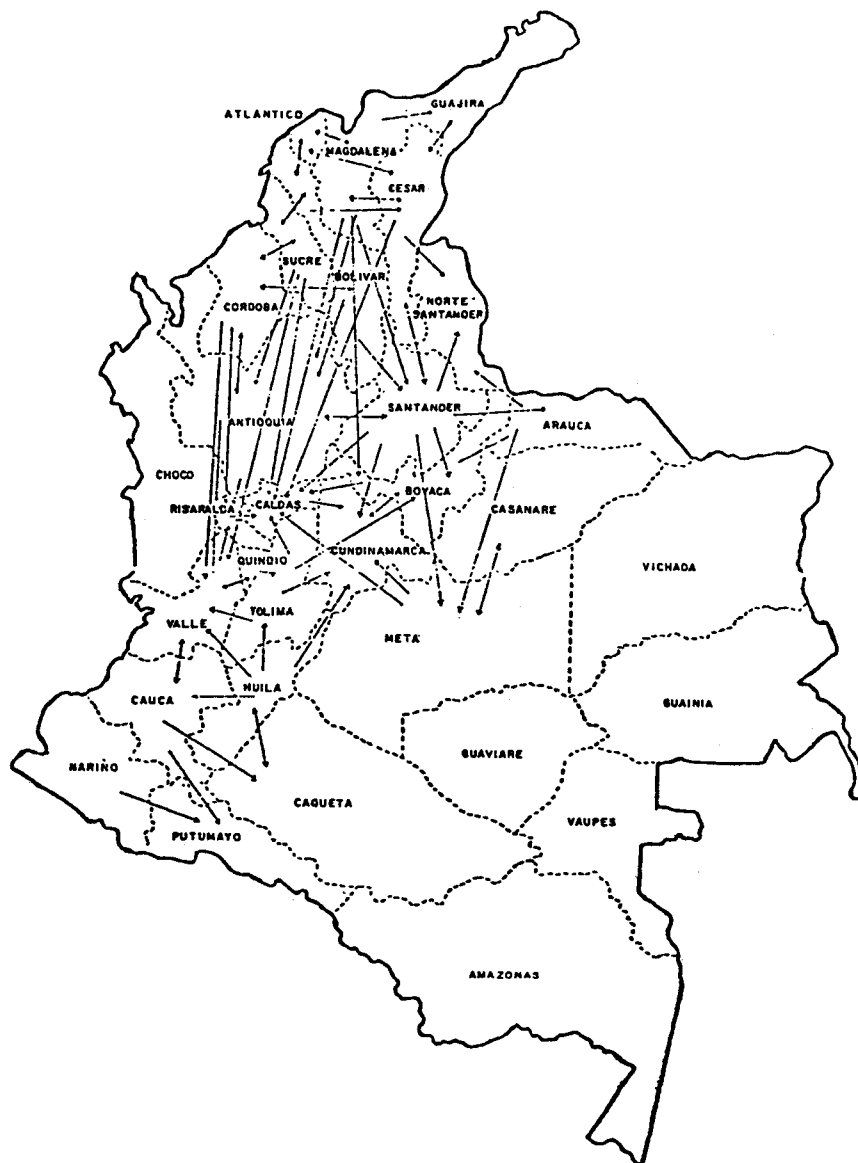 GUAJIRA
ATLANTICO
MAGDALENA
CESAR
SUCRE
BOLIVAR
NORTE
SANTANDER
CORDOBA
SANTANDER
ANTIOQUIA
ARAUCA
CHOCO
BOYACA
RISARALDA
CALDAS
CASANARE
CUNDINAMARCA
QUINDIO
VICHADA
TOLIMA
VALLE
META
HUILA
CAUCA
GUAINIA
GUAVIARE
NARIÑO
CAQUETA
VAUPES
PUTUMAYO
AMAZONAS